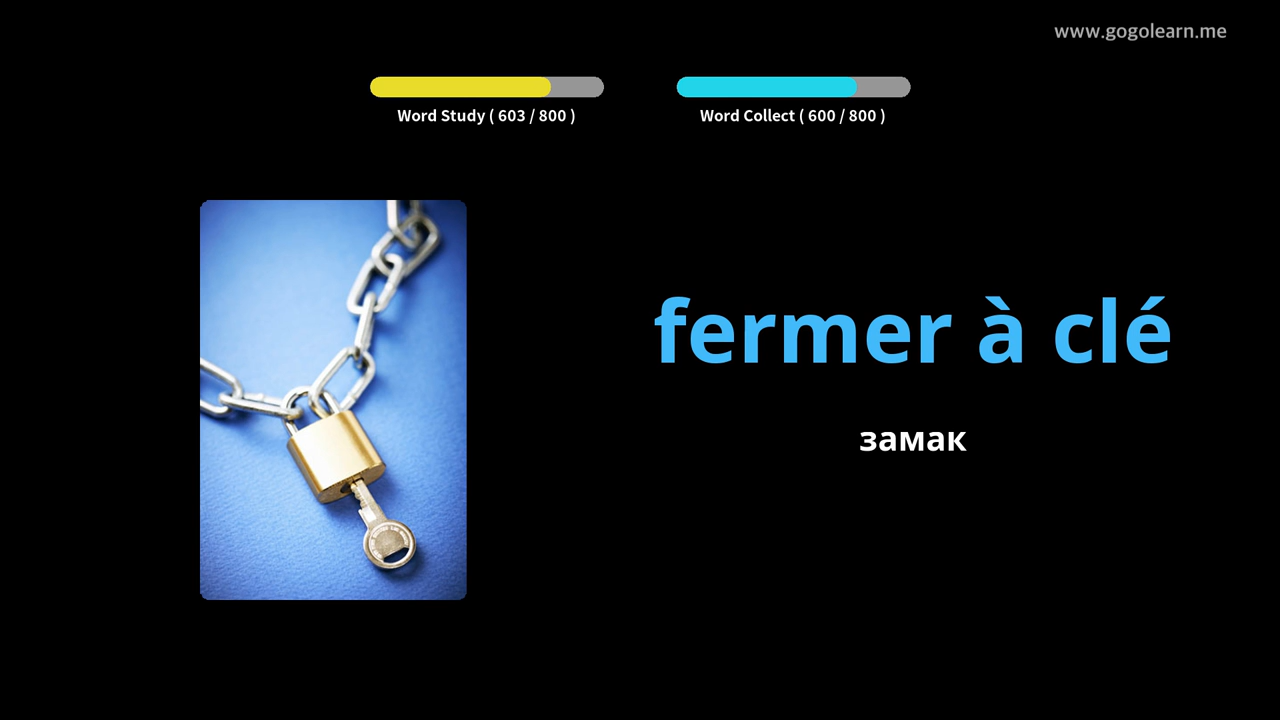 www.gogolearn.me
Word Study ( 603 / 800 )
Word Collect ( 600 / 800 )
fermer à clé
замак